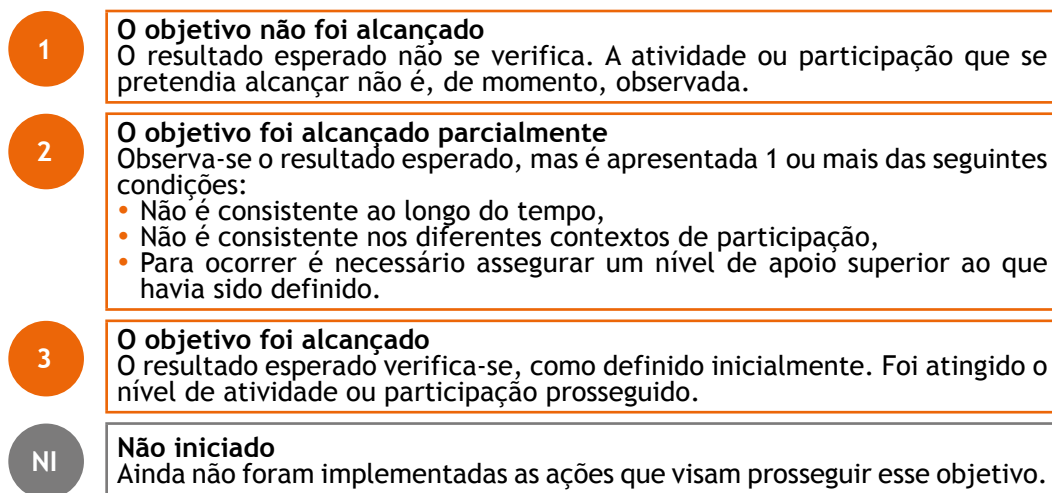 1
O objetivo não foi alcançado
O resultado esperado não se verifica. A atividade ou participação que se
pretendia alcançar não é, de momento, observada.
2
O objetivo foi alcançado parcialmente
Observa-se o resultado esperado, mas é apresentada 1 ou mais das seguintes
condições:
• Não é consistente ao longo do tempo,
• Não é consistente nos diferentes contextos de participação,
• Para ocorrer é necessário assegurar um nível de apoio superior ao que
havia sido definido.
3
O objetivo foi alcançado
O resultado esperado verifica-se, como definido inicialmente. Foi atingido o
nível de atividade ou participação prosseguido.
NI
Não iniciado
Ainda não foram implementadas as ações que visam prosseguir esse objetivo.